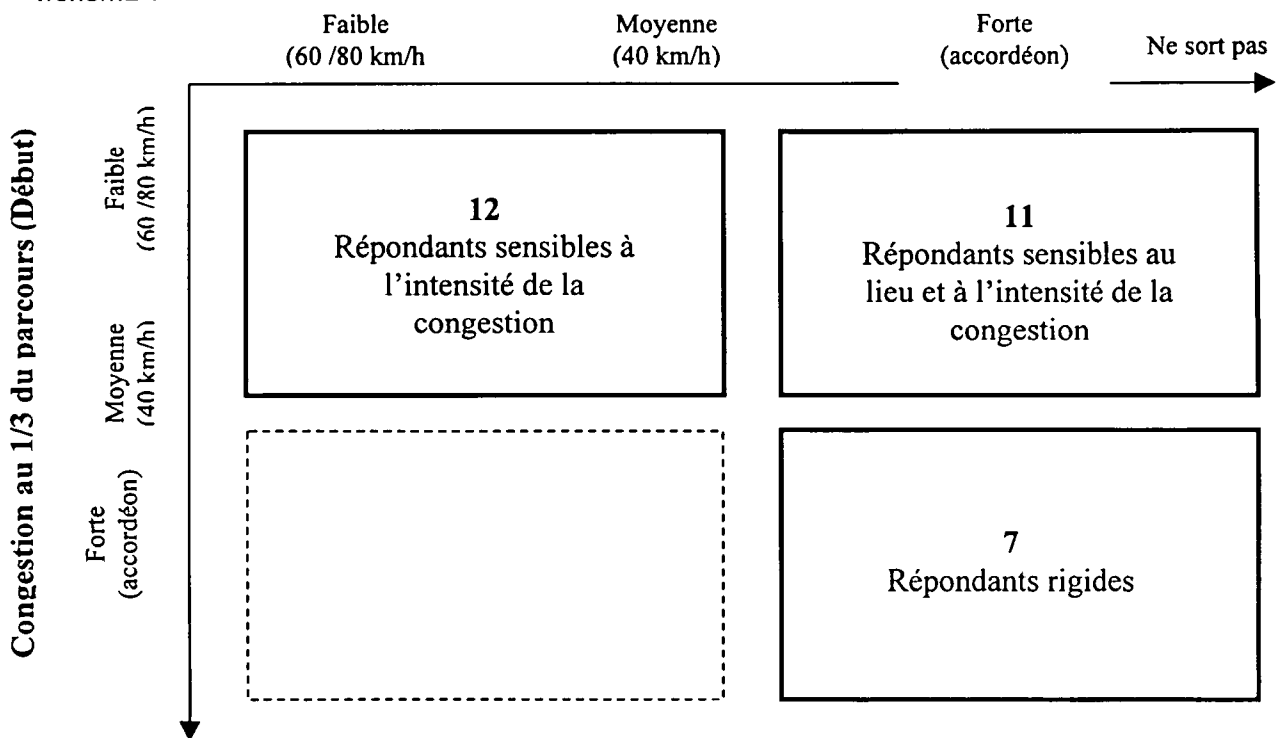 Faible
(60 /80 km/h
Moyenne
(40 km/h)
Forte
(accordéon)
Ne sort pas
Congestion au 1/3 du parcours (Début)
Faible
(60 /80 km/h)
Moyenne
(40 km/h)
Forte
(accordéon)
12
Répondants sensibles à
l'intensité de la
congestion
11
Répondants sensibles au
lieu et à l'intensité de la
congestion
7
Répondants rigides